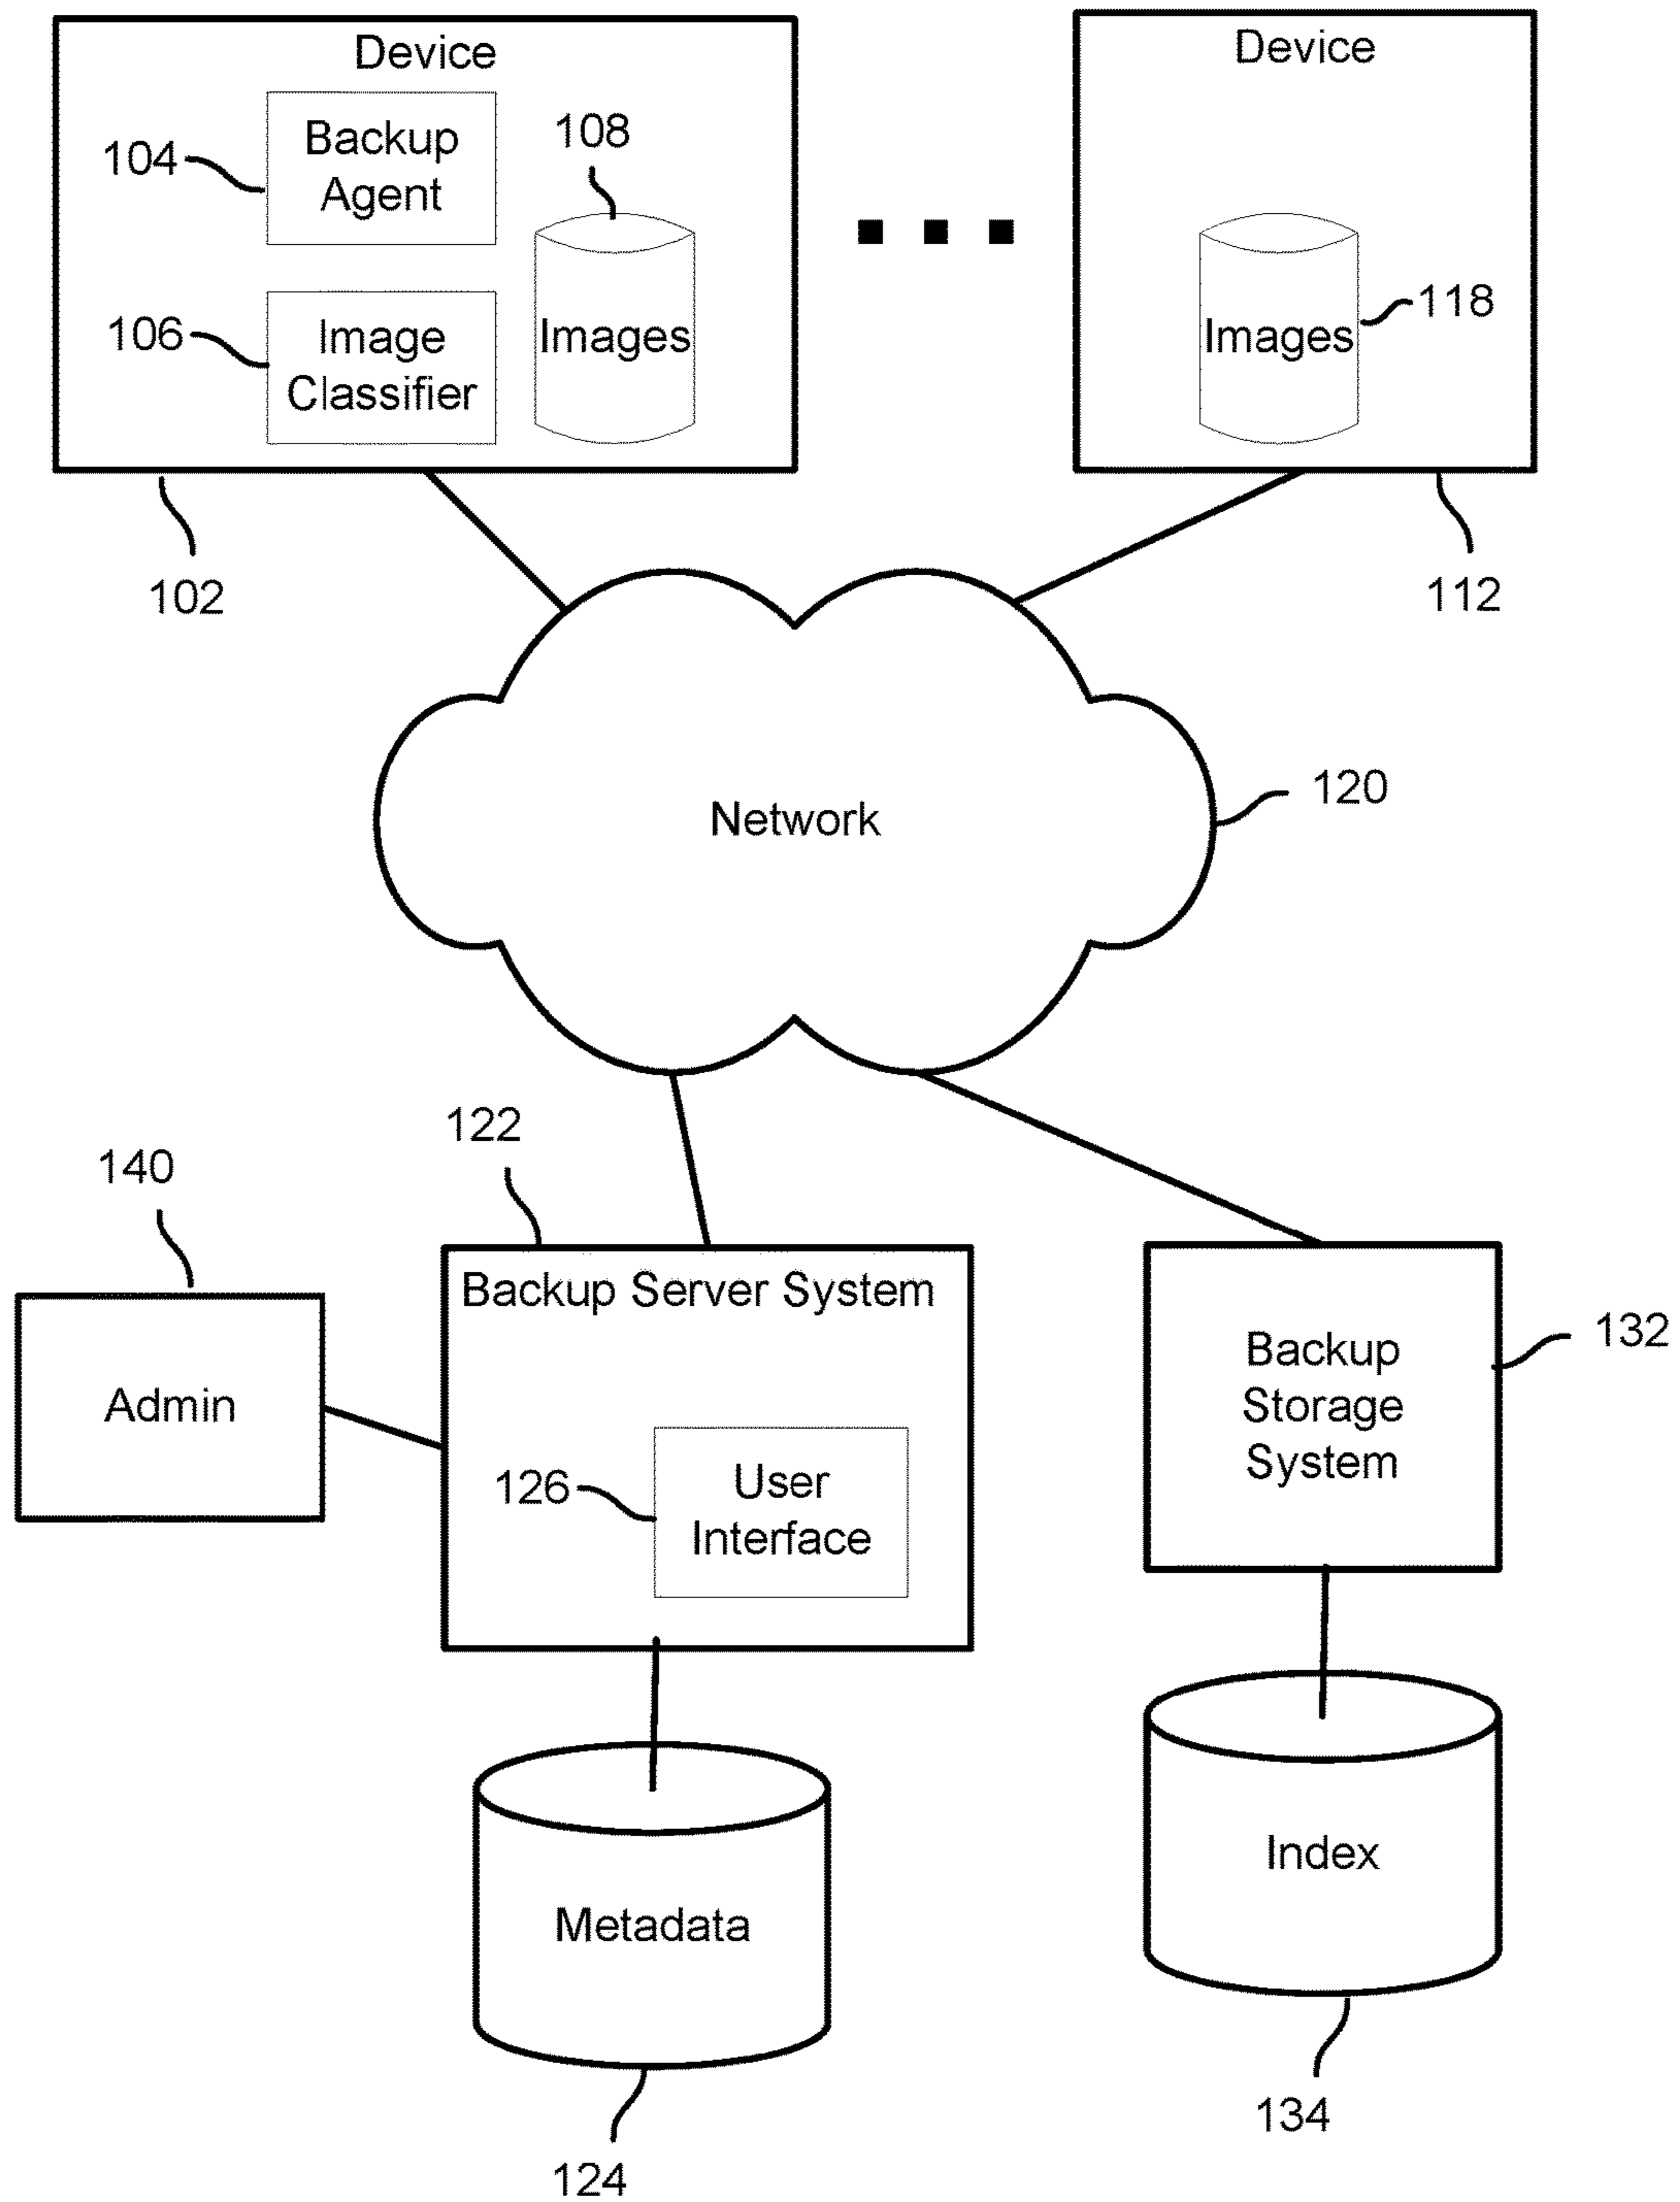 Device
Device
Backup
Agent
104
108
Image
Classifier
106
Images
Images
118
102
112
Network
120
122
140
Backup Server System
Admin
126
User
Interface
Backup
Storage
System
132
Metadata
Index
124
134